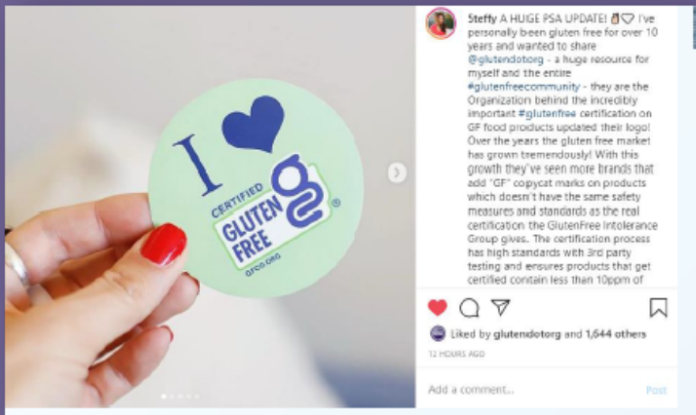 I
CERTIFIED
GLUTEN
FREE
GFCO.ORG
®
Steffy A HUGE PSA UPDATE! I've
personally been gluten free for over 10
years and wanted to share
@glutendotorg - a huge resource for
myself and the entire
#glutenfreecommunity - they are the
Organization behind the incredibly
important #glutenfree certification on
GF food products updated their logo!
Over the years the gluten free market
has grown tremendously! With this
growth they've seen more brands that
add "GF" copycat marks on products
which doesn't have the same safety
measures and standards as the real
certification the GlutenFree Intolerance
Group gives. The certification process
has high standards with 3rd party
testing and ensures products that get
certified contain less than 10ppm of
Liked by glutendotorg and 1,644 others
12 HOURS AGO
Add a comment...
Post